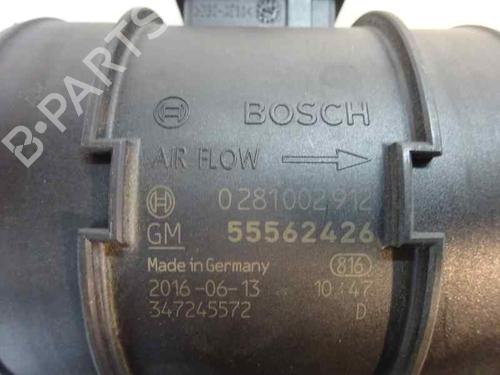 BOSCH
AIR FLOW
0281002912
GM 55562426
Made in Germany 816
2016-06-13 10:47
347245572 D
B-Parts